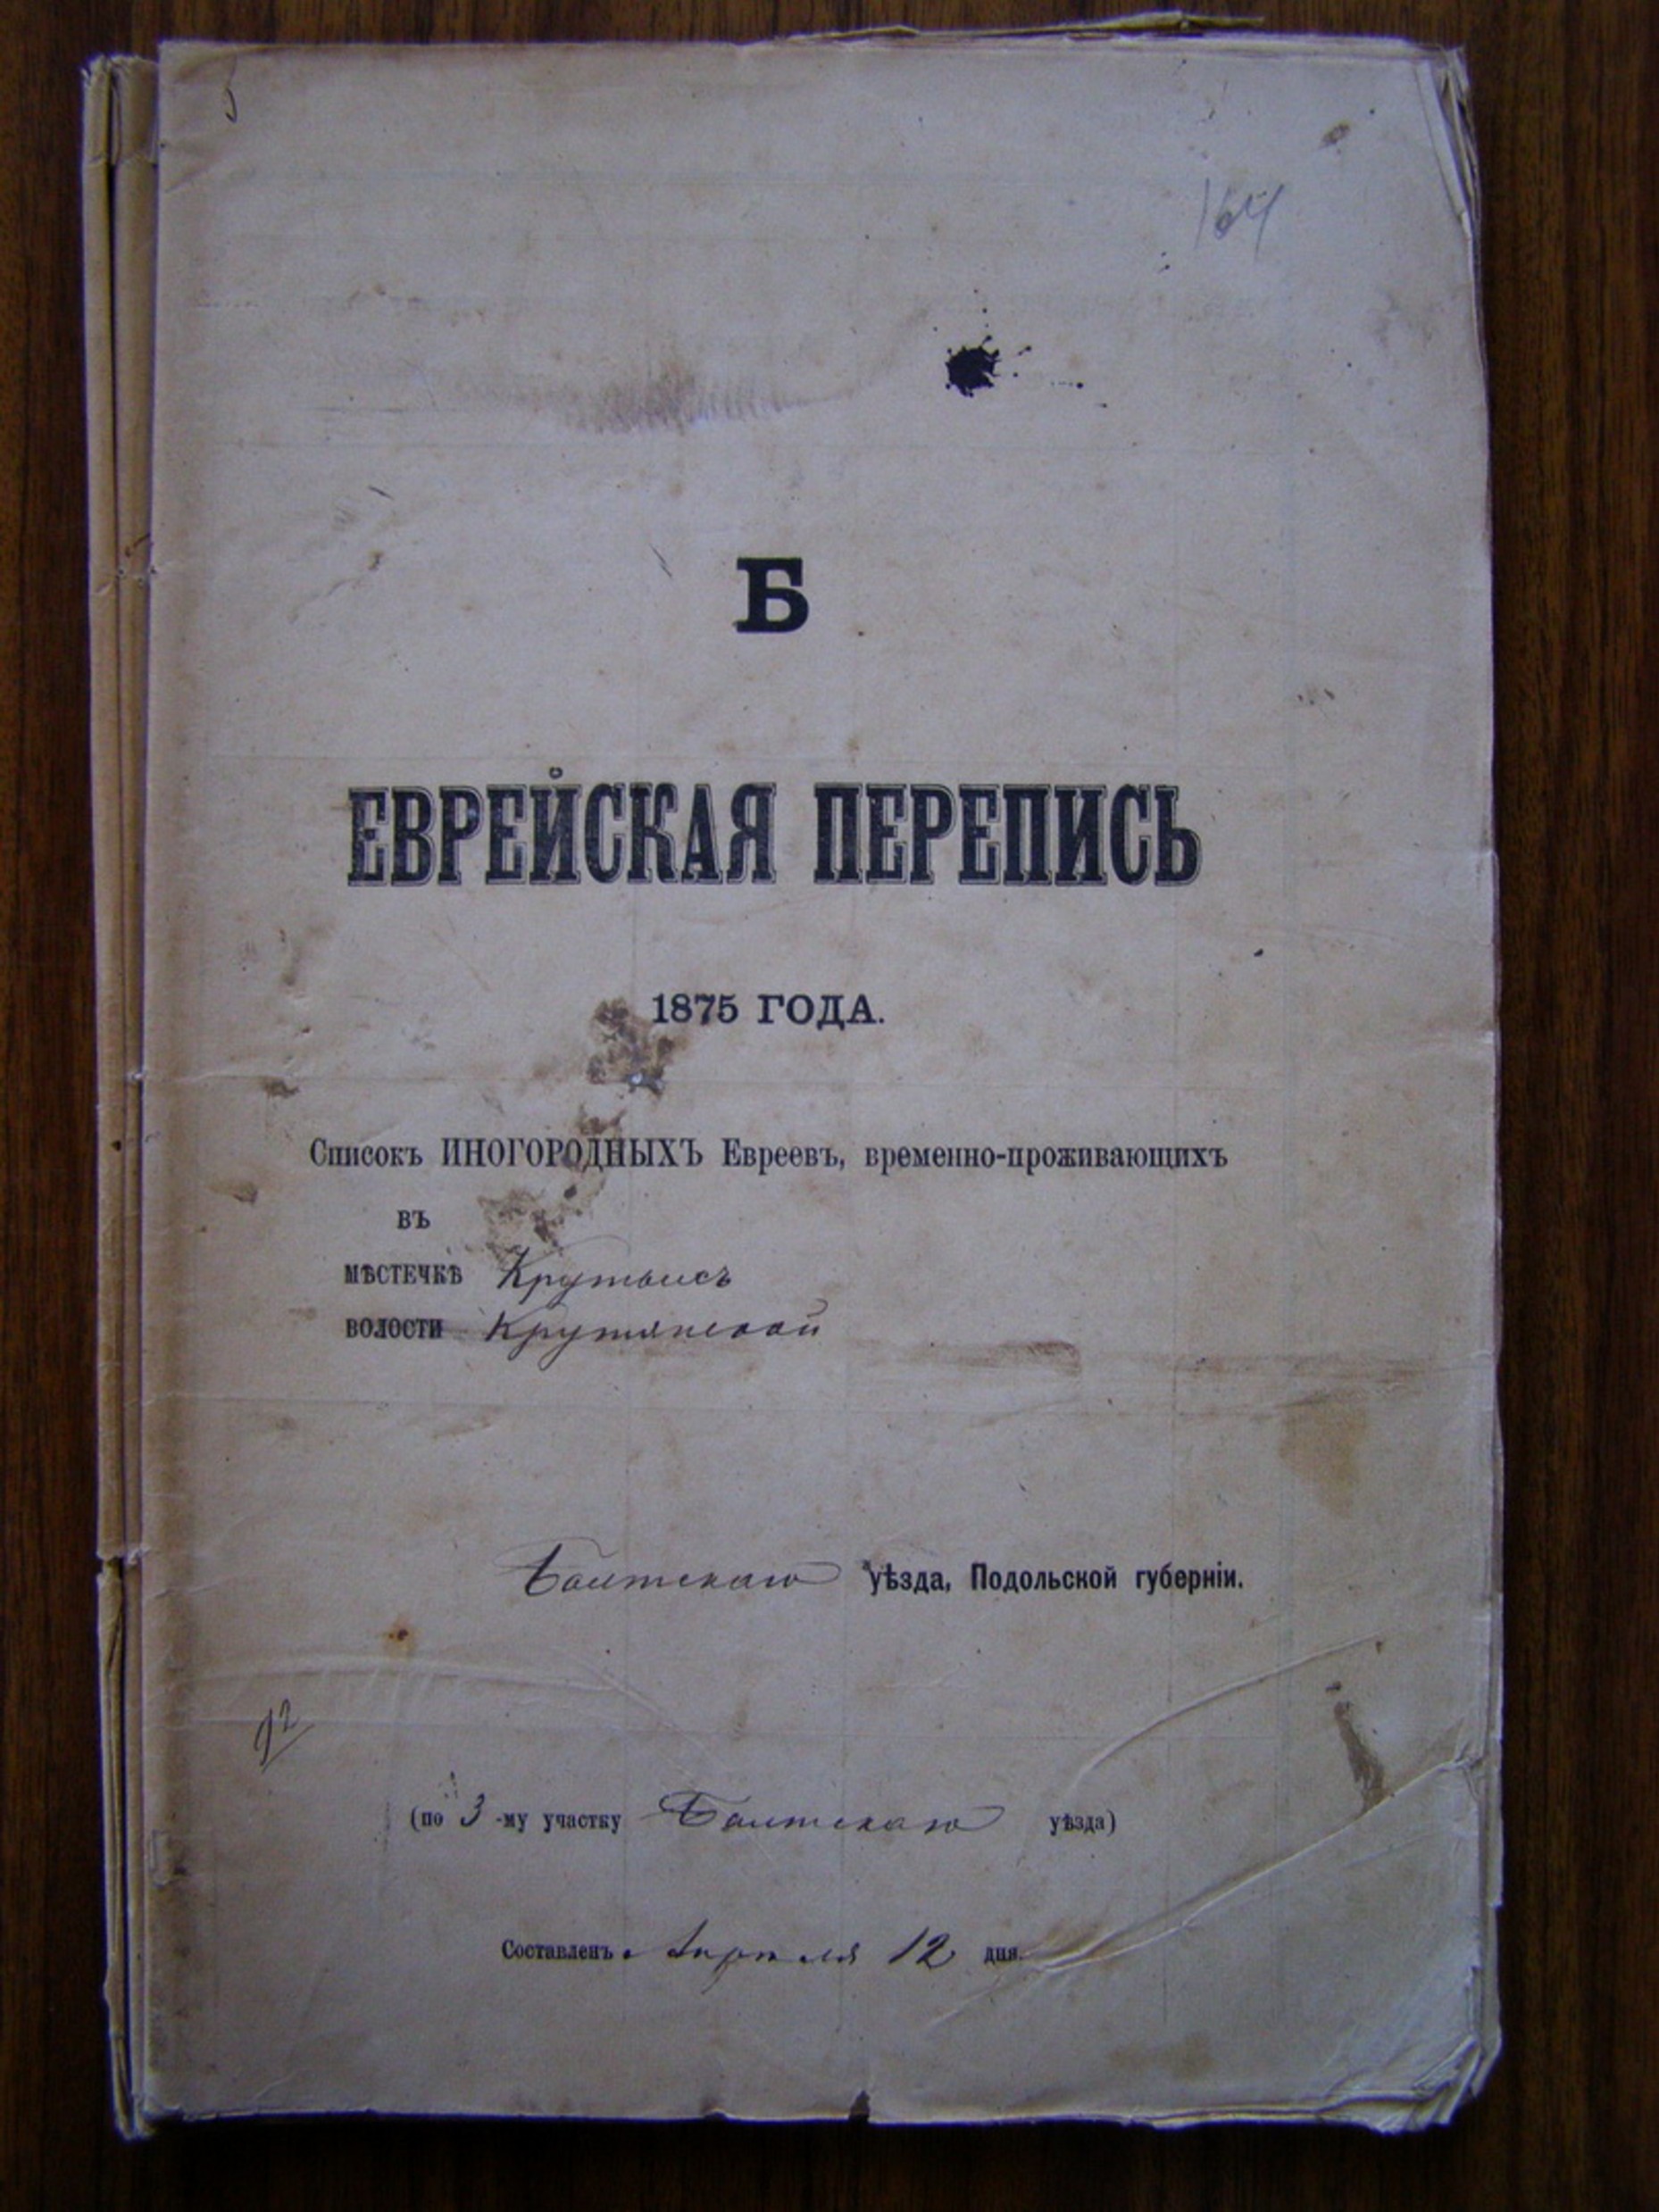 164
Б
ЕВРЕЙСКАЯ ПЕРЕПИСЬ
1875 ГОДА.
Списокъ ИНОГОРОДНЫХЪ Евреевъ, временно-проживающихъ
въ
мѣстечкѣ Крутыхъ
волости Крутянской
Балтскаго уѣзда, Подольской губерніи.
12
(по 3-му участку Балтскаго уѣзда)
Составленъ Апрѣля 12 дня.